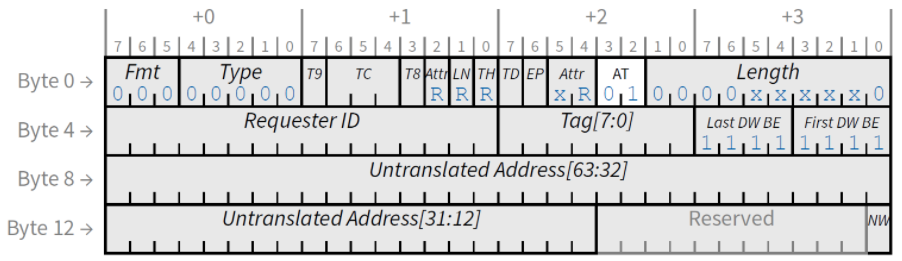 +0 +1 +2 +3
7 6 5 4 3 2 1 0 7 6 5 4 3 2 1 0 7 6 5 4 3 2 1 0 7 6 5 4 3 2 1 0
Byte 0 → Fmt Type T9 TC T8 Attr LN TH TD EP Attr AT Length
0 0 0 0 0 0 0 0 R R R x R 0 1 0 0 0 0 x x x x x 0
Byte 4 → Requester ID Tag[7:0] Last DW BE First DW BE
1 1 1 1 1 1 1 1
Byte 8 → Untranslated Address[63:32]
Byte 12 → Untranslated Address[31:12] Reserved NW